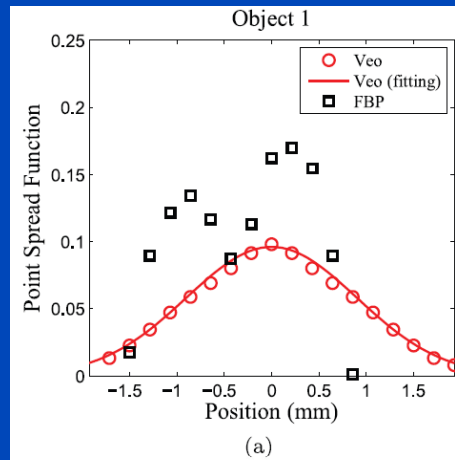 Object 1
0.25
0.2
0.15
0.1
0.05
0
Point Spread Function
Veo
Veo (fitting)
FBP
−1.5 −1 −0.5 0 0.5 1 1.5
Position (mm)
(a)